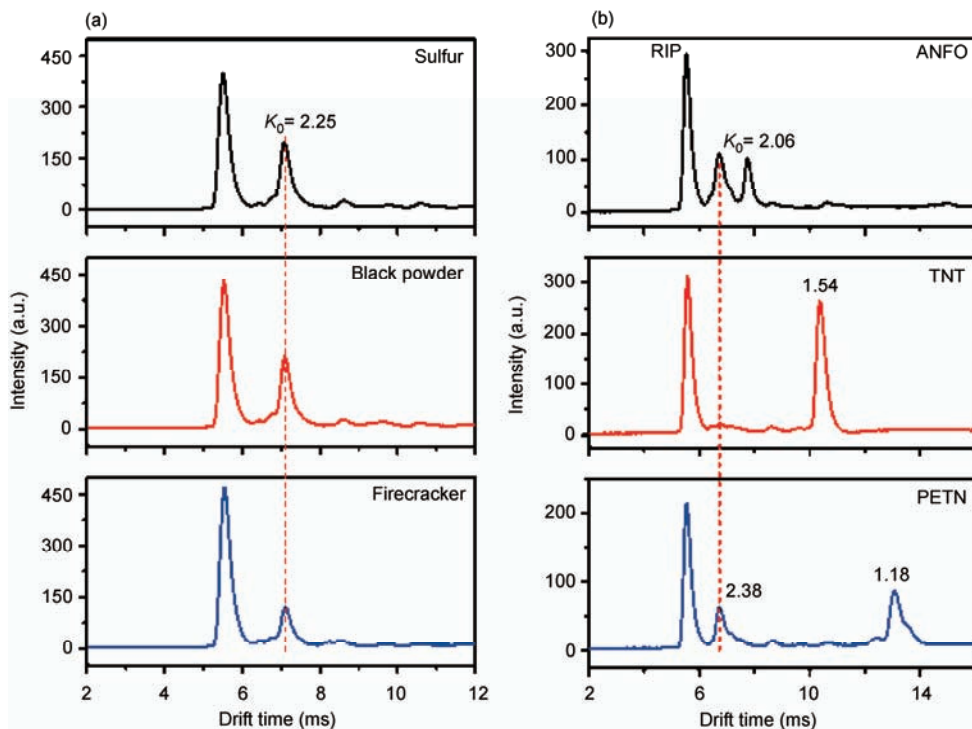 (a)
Sulfur
450
300
150
0
K0 = 2.25
Black powder
450
300
150
0
Firecracker
450
300
150
0
2 4 6 8 10 12
Drift time (ms)
Intensity (a.u.)
(b)
RIP
ANFO
300
200
100
0
K0 = 2.06
TNT
300
200
100
0
1.54
PETN
200
100
0
2.38
1.18
2 6 10 14
Drift time (ms)
Intensity (a.u.)